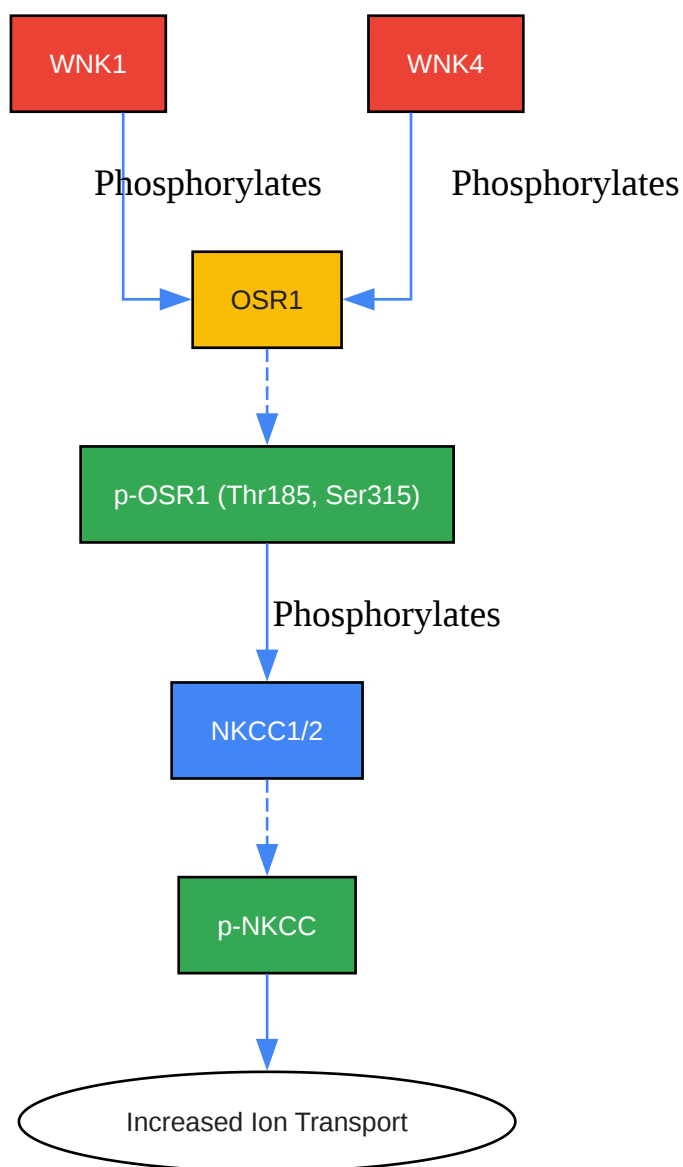 WNK1
WNK4
Phosphorylates
Phosphorylates
OSR1
p-OSR1 (Thr185, Ser315)
Phosphorylates
NKCC1/2
p-NKCC
Increased Ion Transport